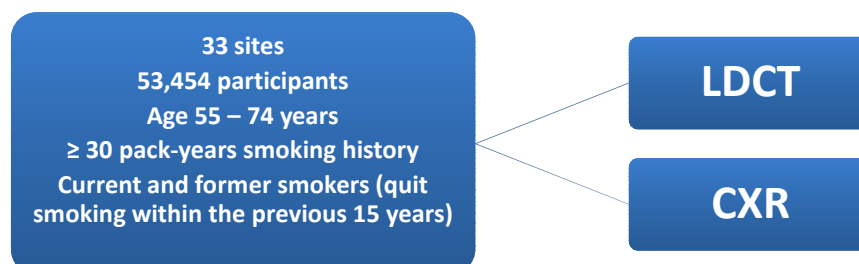 33 sites
53,454 participants
Age 55 – 74 years
≥ 30 pack-years smoking history
Current and former smokers (quit
smoking within the previous 15 years)
LDCT
CXR